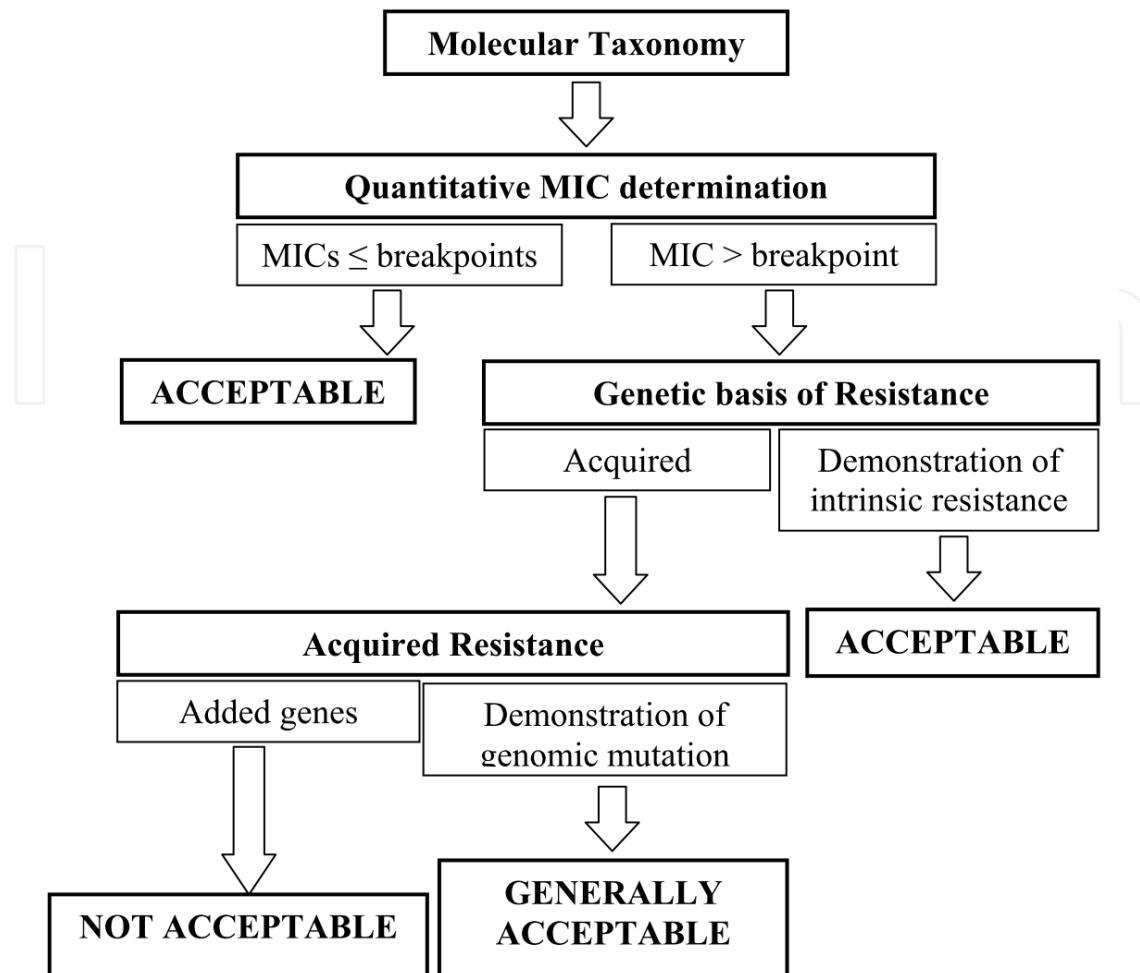 Molecular Taxonomy
Quantitative MIC determination
MICs ≤ breakpoints
MIC > breakpoint
ACCEPTABLE
Genetic basis of Resistance
Acquired
Demonstration of
intrinsic resistance
Acquired Resistance
ACCEPTABLE
Added genes
Demonstration of
genomic mutation
NOT ACCEPTABLE
GENERALLY
ACCEPTABLE